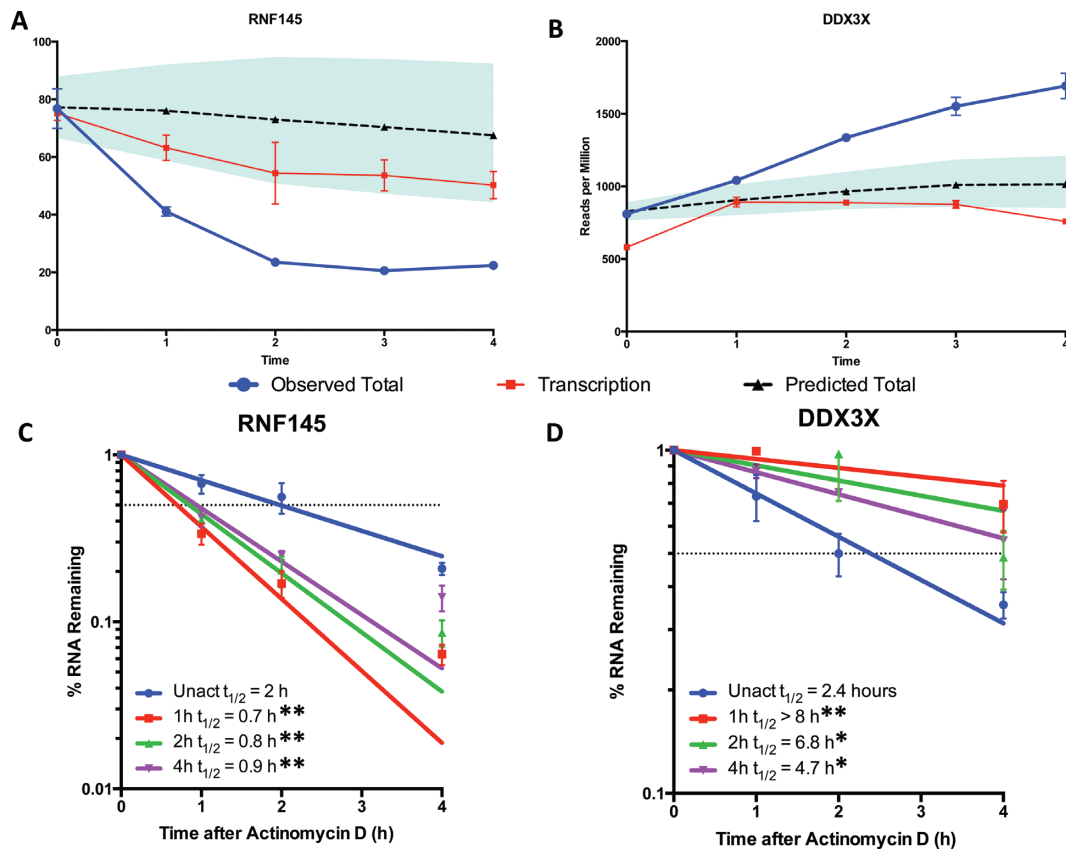 A
RNF145
100
80
60
40
20
0
0 1 2 3 4
Time
B
DDX3X
Reads per Million
2000
1500
1000
500
0
0 1 2 3 4
Time
Observed Total Transcription Predicted Total
C
RNF145
% RNA Remaining
1
0.1
0.01
Unact t1/2 = 2 h
1h t1/2 = 0.7 h**
2h t1/2 = 0.8 h**
4h t1/2 = 0.9 h**
0 1 2 4
Time after Actinomycin D (h)
D
DDX3X
% RNA Remaining
1
0.1
Unact t1/2 = 2.4 hours
1h t1/2 > 8 h**
2h t1/2 = 6.8 h*
4h t1/2 = 4.7 h*
0 1 2 4
Time after Actinomycin D (h)